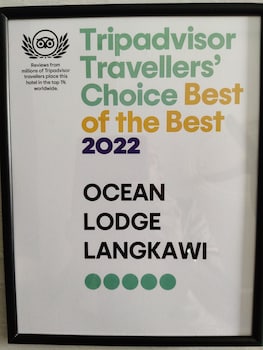 Reviews from
millions of Tripadvisor
travellers place this
hotel in the top 1%
worldwide.
Tripadvisor
Travellers'
Choice Best
of the Best
2022
OCEAN
LODGE
LANGKAWI